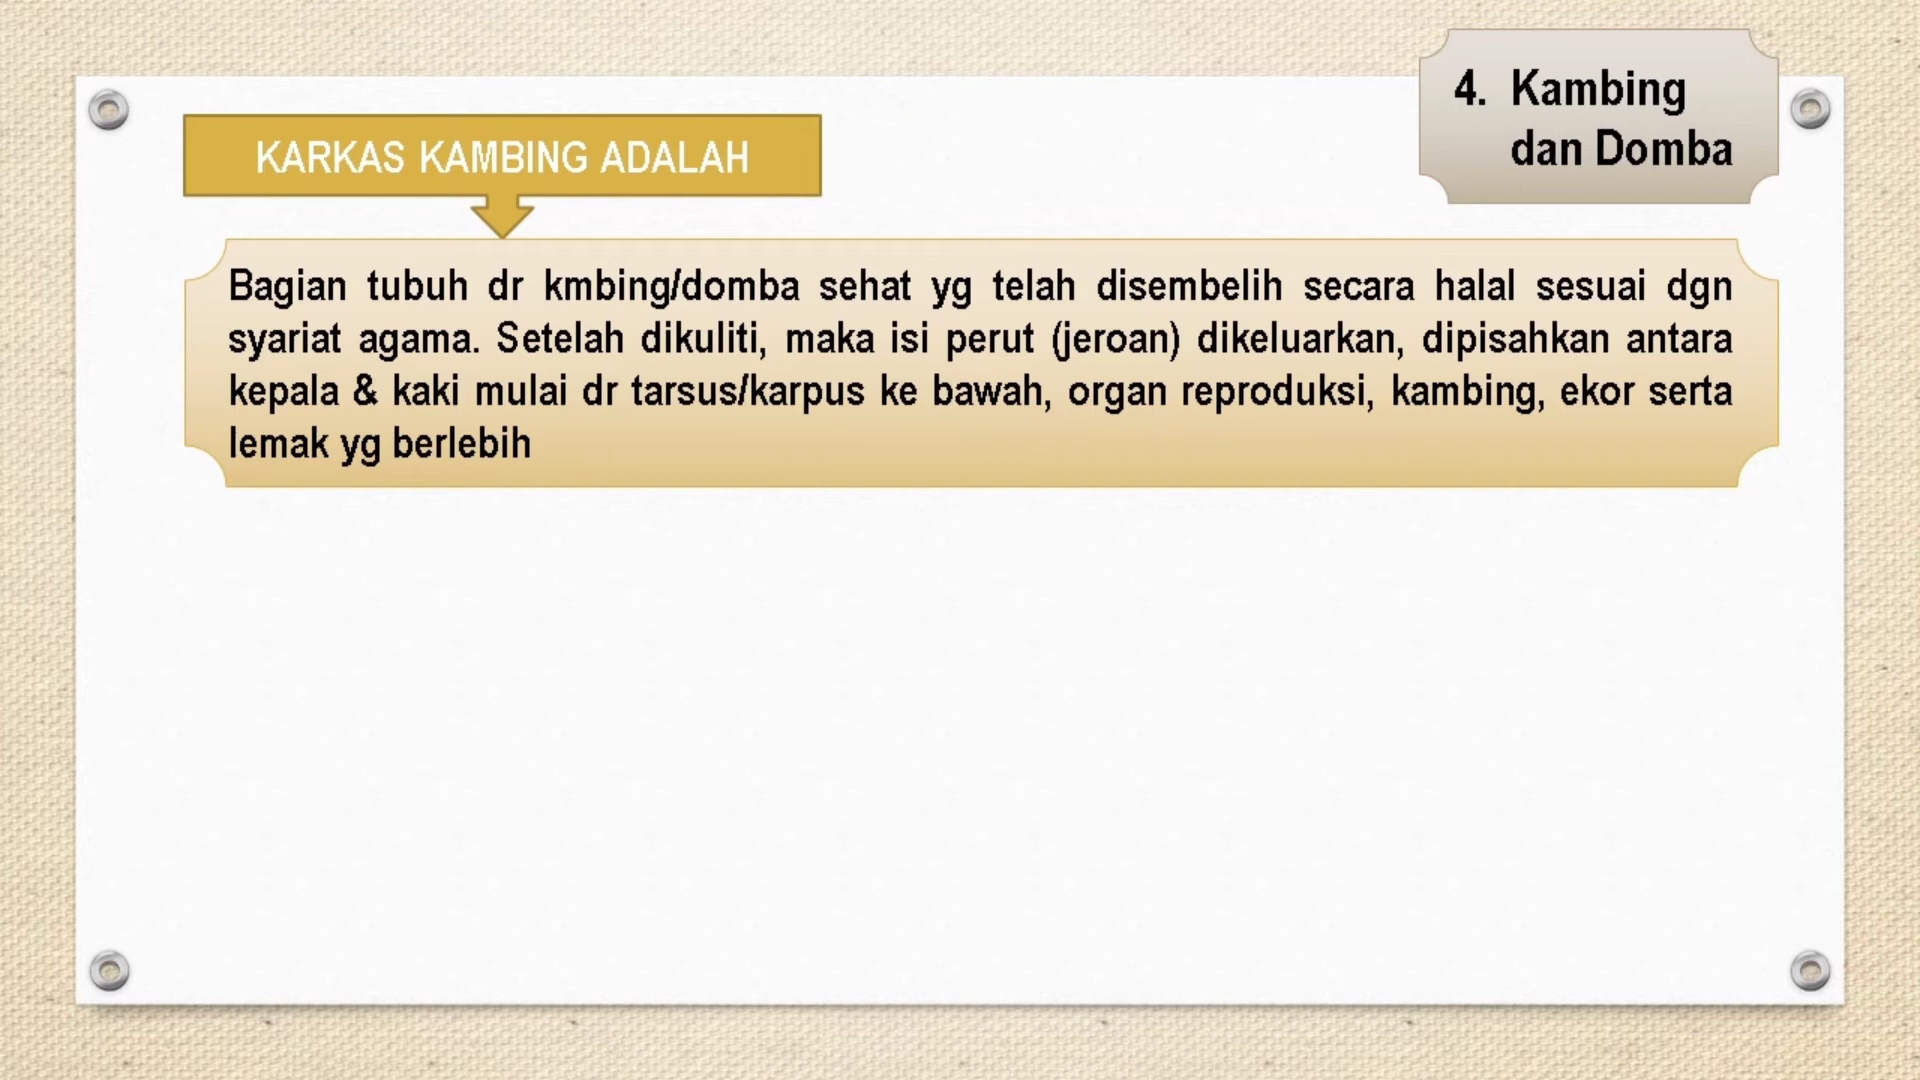 4. Kambing
dan Domba
KARKAS KAMBING ADALAH
Bagian tubuh dr kmbing/domba sehat yg telah disembelih secara halal sesuai dgn
syariat agama. Setelah dikuliti, maka isi perut (jeroan) dikeluarkan, dipisahkan antara
kepala & kaki mulai dr tarsus/karpus ke bawah, organ reproduksi, kambing, ekor serta
lemak yg berlebih